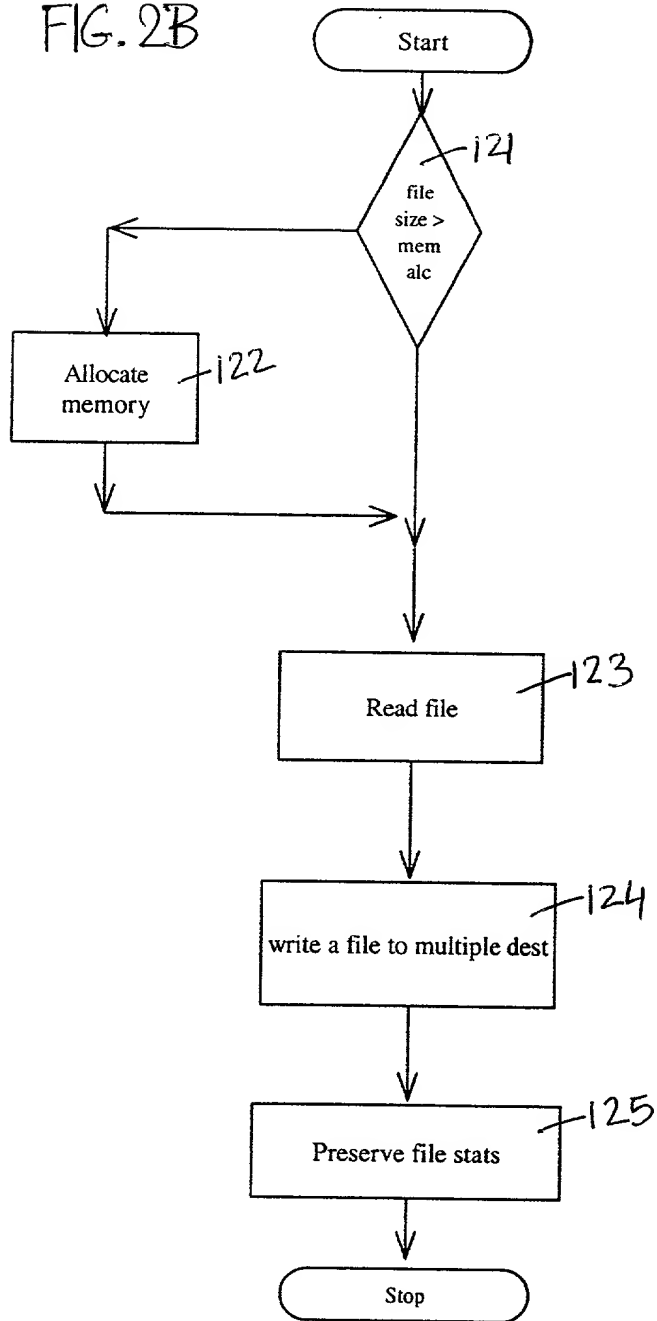 FIG. 2B
Start
121
file
size >
mem
alc
Allocate
memory
122
Read file
123
write a file to multiple dest
124
Preserve file stats
125
Stop